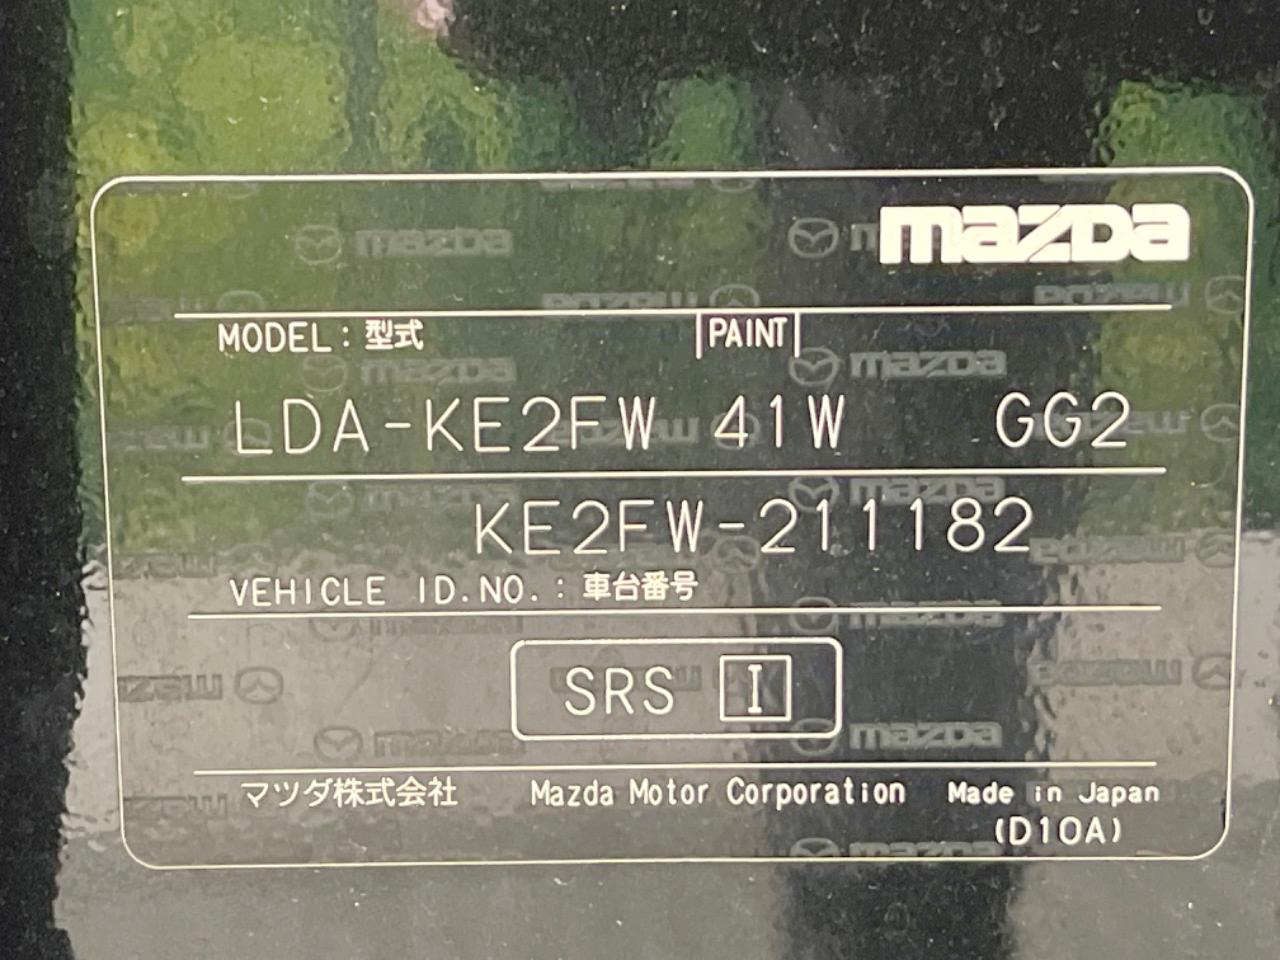 mazda
MODEL : 型式 PAINT
LDA-KE2FW 41W GG2
KE2FW-211182
VEHICLE ID.NO. : 車台番号
SRS I
マツダ株式会社 Mazda Motor Corporation Made in Japan
(D10A)